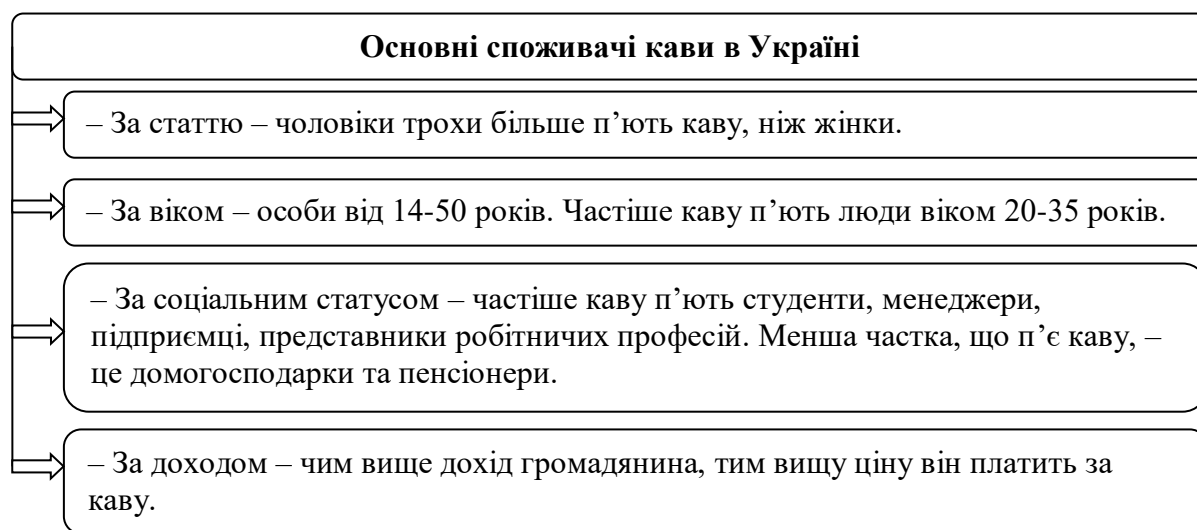 Основні споживачі кави в Україні
– За статтю – чоловіки трохи більше п’ють каву, ніж жінки.
– За віком – особи від 14-50 років. Частіше каву п’ють люди віком 20-35 років.
– За соціальним статусом – частіше каву п’ють студенти, менеджери,
підприємці, представники робітничих професій. Менша частка, що п’є каву, –
це домогосподарки та пенсіонери.
– За доходом – чим вище дохід громадянина, тим вищу ціну він платить за
каву.